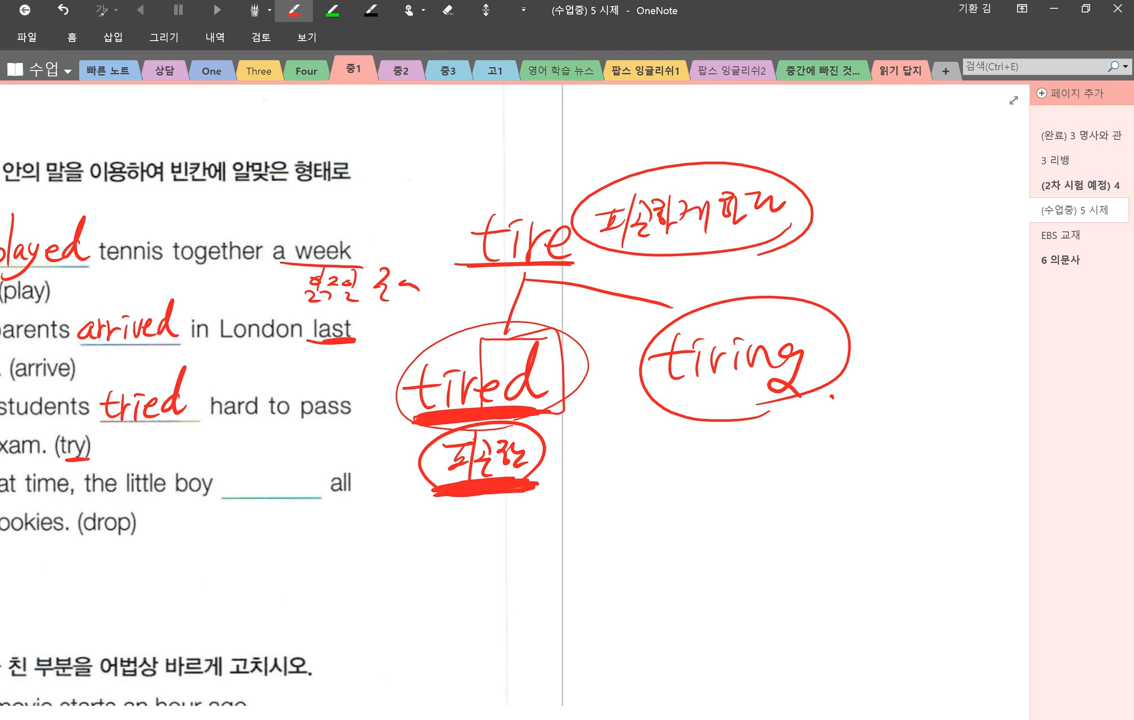 (수업중) 5 시제 - OneNote
기환 김
파일 홈 삽입 그리기 내역 검토 보기
수업 빠른 노트 상담 One Three Four 중1 중2 중3 고1 영어 학습 뉴스 팝스 잉글리쉬1 팝스 잉글리쉬2 중간에 빠진 것... 읽기 답지 +
검색(Ctrl+E)
페이지 추가
(완료) 3 명사와 관
3 리뱅
(2차 시험 예정) 4
(수업중) 5 시제
EBS 교재
6 의문사
안의 말을 이용하여 빈칸에 알맞은 형태로
played tennis together a week
(play)
parents arrived in London last
. (arrive)
students tried hard to pass
xam. (try)
at time, the little boy all
ookies. (drop)
친 부분을 어법상 바르게 고치시오.
movie starts an hour ago
tire 피곤하게 한다
tired tiring
피곤한